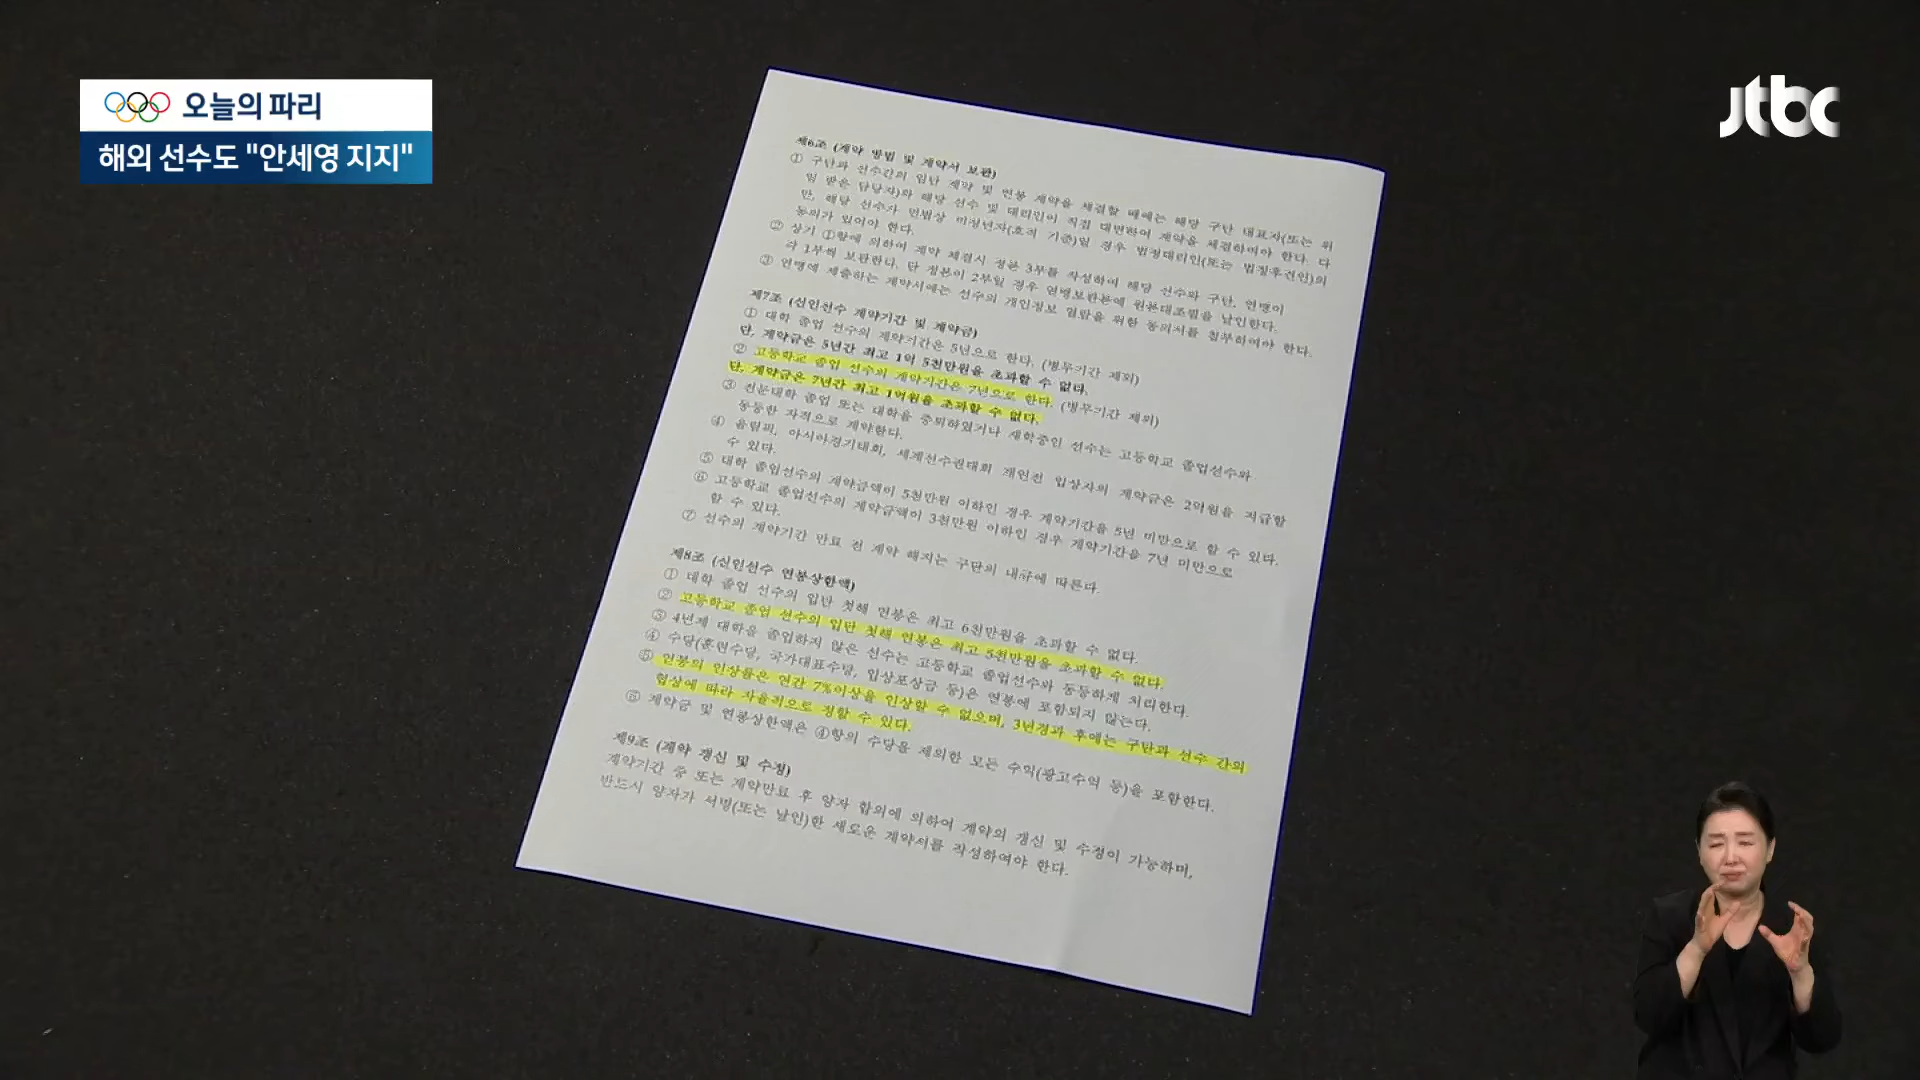 오늘의 파리
해외 선수도 "안세영 지지"
jtbc
제6조 (계약 방법 및 계약서 보관)
① 구단과 선수간의 입단 계약 및 연봉 계약을 체결할 때에는 해당 구단 대표자(또는 위
임 받은 담당자)와 해당 선수 및 대리인이 직접 대면하여 계약을 체결하여야 한다. 다
만, 해당 선수가 민법상 미성년자(호적 기준)일 경우 법정대리인(또는 법정후견인)의
동의가 있어야 한다.
② 상기 ①항에 의하여 계약 체결시 정본 3부를 작성하여 해당 선수와 구단, 연맹이
각 1부씩 보관한다. 단 정본이 2부일 경우 연맹보관본에 원본대조필을 날인한다.
③ 연맹에 제출하는 계약서에는 선수의 개인정보 열람을 위한 동의서를 첨부하여야 한다.
제7조 (신인선수 계약기간 및 계약금)
① 대학 졸업 선수의 계약기간은 5년으로 한다. (병무기간 제외)
단, 계약금은 5년간 최고 1억 5천만원을 초과할 수 없다.
② 고등학교 졸업 선수의 계약기간은 7년으로 한다. (병무기간 제외)
단, 계약금은 7년간 최고 1억원을 초과할 수 없다.
③ 전문대학 졸업 또는 대학을 중퇴하였거나 재학중인 선수는 고등학교 졸업선수와
동등한 자격으로 계약한다.
④ 올림픽, 아시아경기대회, 세계선수권대회 개인전 입상자의 계약금은 2억원을 지급할
수 있다.
⑤ 대학 졸업선수의 계약금액이 5천만원 이하인 경우 계약기간을 5년 미만으로 할 수 있다.
⑥ 고등학교 졸업선수의 계약금액이 3천만원 이하인 경우 계약기간을 7년 미만으로
할 수 있다.
⑦ 선수의 계약기간 만료 전 계약 해지는 구단의 내규에 따른다.
제8조 (신인선수 연봉상한액)
① 대학 졸업 선수의 입단 첫해 연봉은 최고 6천만원을 초과할 수 없다.
② 고등학교 졸업 선수의 입단 첫해 연봉은 최고 5천만원을 초과할 수 없다.
③ 4년제 대학을 졸업하지 않은 선수는 고등학교 졸업선수와 동등하게 처리한다.
④ 수당(훈련수당, 국가대표수당, 입상포상금 등)은 연봉에 포함되지 않는다.
⑤ 연봉의 인상률은 연간 7%이상을 인상할 수 없으며, 3년경과 후에는 구단과 선수 간의
협상에 따라 자율적으로 정할 수 있다.
⑥ 계약금 및 연봉상한액은 ④항의 수당을 제외한 모든 수익(광고수익 등)을 포함한다.
제9조 (계약 갱신 및 수정)
계약기간 중 또는 계약만료 후 양자 합의에 의하여 계약의 갱신 및 수정이 가능하며,
반드시 양자가 서명(또는 날인)한 새로운 계약서를 작성하여야 한다.